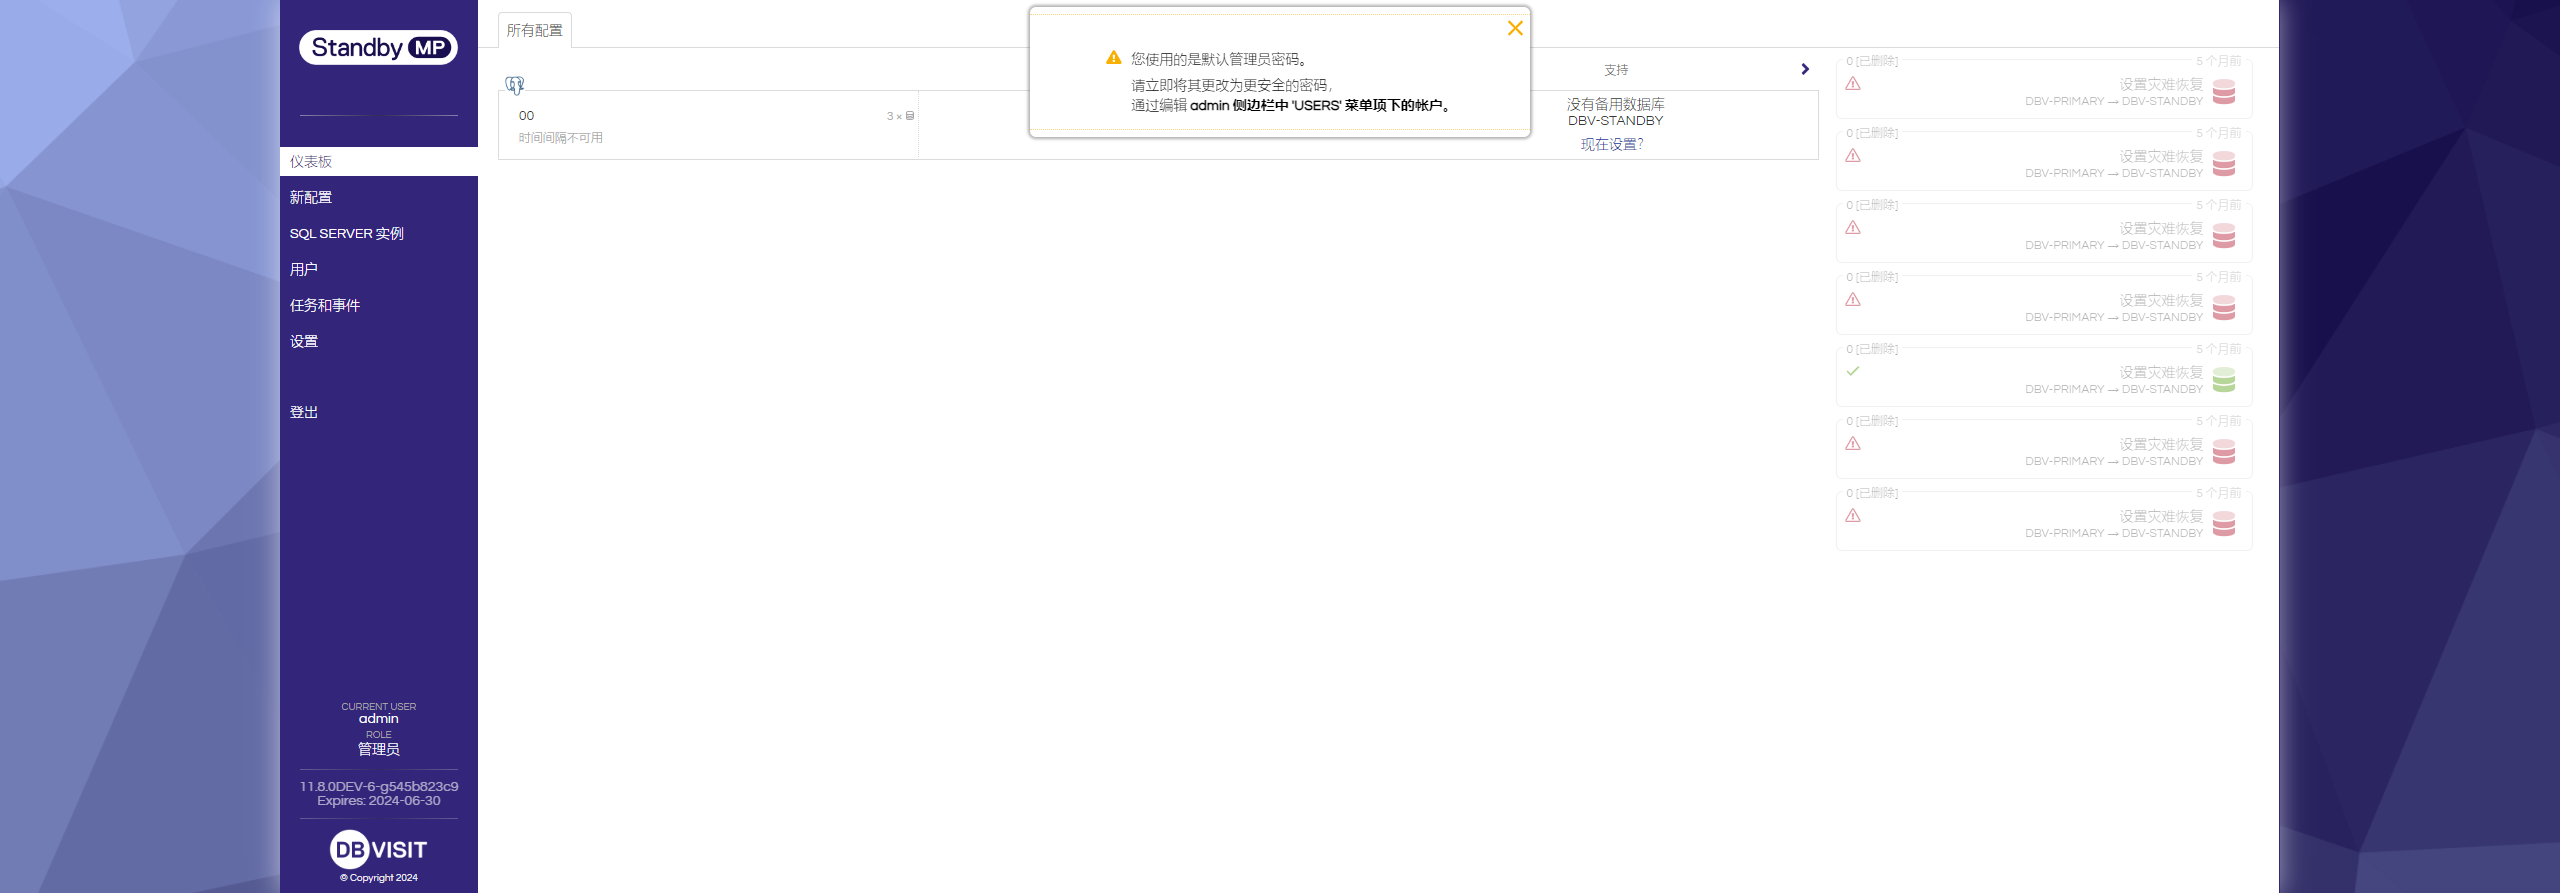 Standby MP
仪表板
新配置
SQL SERVER 实例
用户
任务和事件
设置
登出
CURRENT USER
admin
ROLE
管理员
11.8.0DEV-6-g545b823c9
Expires: 2024-06-30
DBVISIT
© Copyright 2024
所有配置
00
时间间隔不可用
3 ×
您使用的是默认管理员密码。
请立即将其更改为更安全的密码，
通过编辑 admin 侧边栏中 'USERS' 菜单项下的帐户。
支持
没有备用数据库
DBV-STANDBY
现在设置?
0 [已删除] 5 个月前
设置灾难恢复
DBV-PRIMARY → DBV-STANDBY
0 [已删除] 5 个月前
设置灾难恢复
DBV-PRIMARY → DBV-STANDBY
0 [已删除] 5 个月前
设置灾难恢复
DBV-PRIMARY → DBV-STANDBY
0 [已删除] 5 个月前
设置灾难恢复
DBV-PRIMARY → DBV-STANDBY
0 [已删除] 5 个月前
设置灾难恢复
DBV-PRIMARY → DBV-STANDBY
0 [已删除] 5 个月前
设置灾难恢复
DBV-PRIMARY → DBV-STANDBY
0 [已删除] 5 个月前
设置灾难恢复
DBV-PRIMARY → DBV-STANDBY